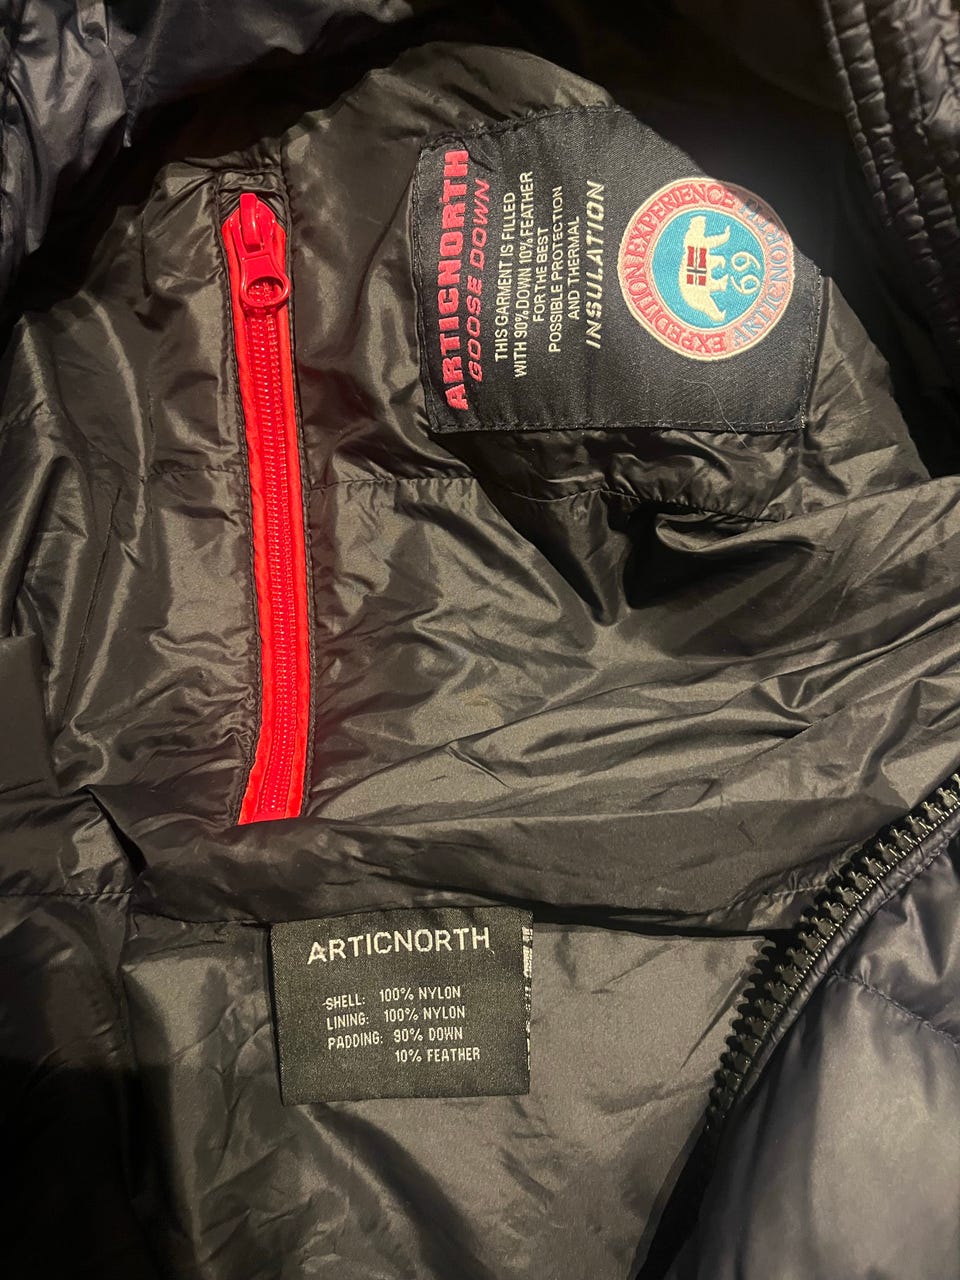 ARTICNORTH
GOOSE DOWN
THIS GARMENT IS FILLED
WITH 90% DOWN 10% FEATHER
FOR THE BEST
POSSIBLE PROTECTION
AND THERMAL
INSULATION
EXPEDITION EXPERIENCE
69
ARTICNORTH
SHELL: 100% NYLON
LINING: 100% NYLON
PADDING: 90% DOWN
10% FEATHER